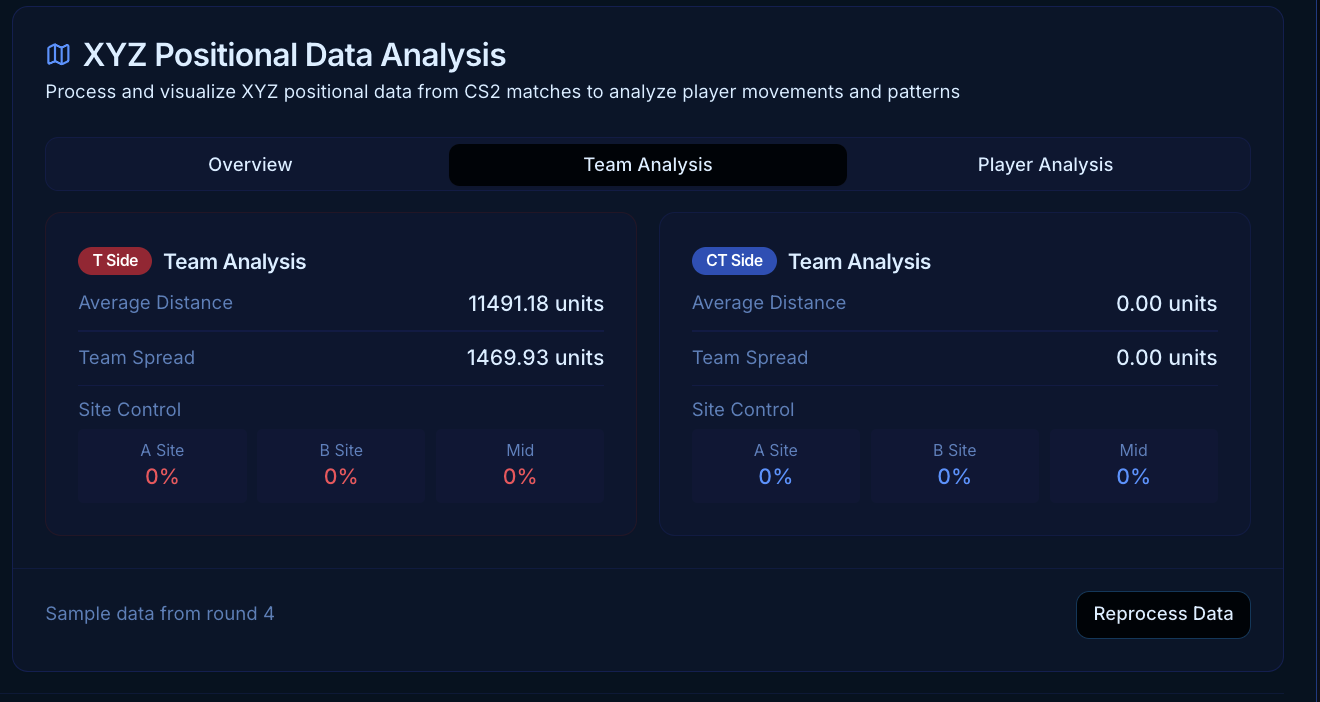 XYZ Positional Data Analysis
Process and visualize XYZ positional data from CS2 matches to analyze player movements and patterns
Overview
Team Analysis
Player Analysis
T Side Team Analysis
Average Distance 11491.18 units
Team Spread 1469.93 units
Site Control
A Site
0%
B Site
0%
Mid
0%
CT Side Team Analysis
Average Distance 0.00 units
Team Spread 0.00 units
Site Control
A Site
0%
B Site
0%
Mid
0%
Sample data from round 4
Reprocess Data